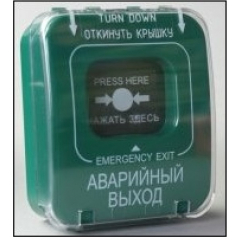 TURN DOWN
ОТКИНУТЬ КРЫШКУ
PRESS HERE
ЗДЕСЬ
EMERGENCY EXIT
АВАРИЙНЫЙ
ВЫХОД